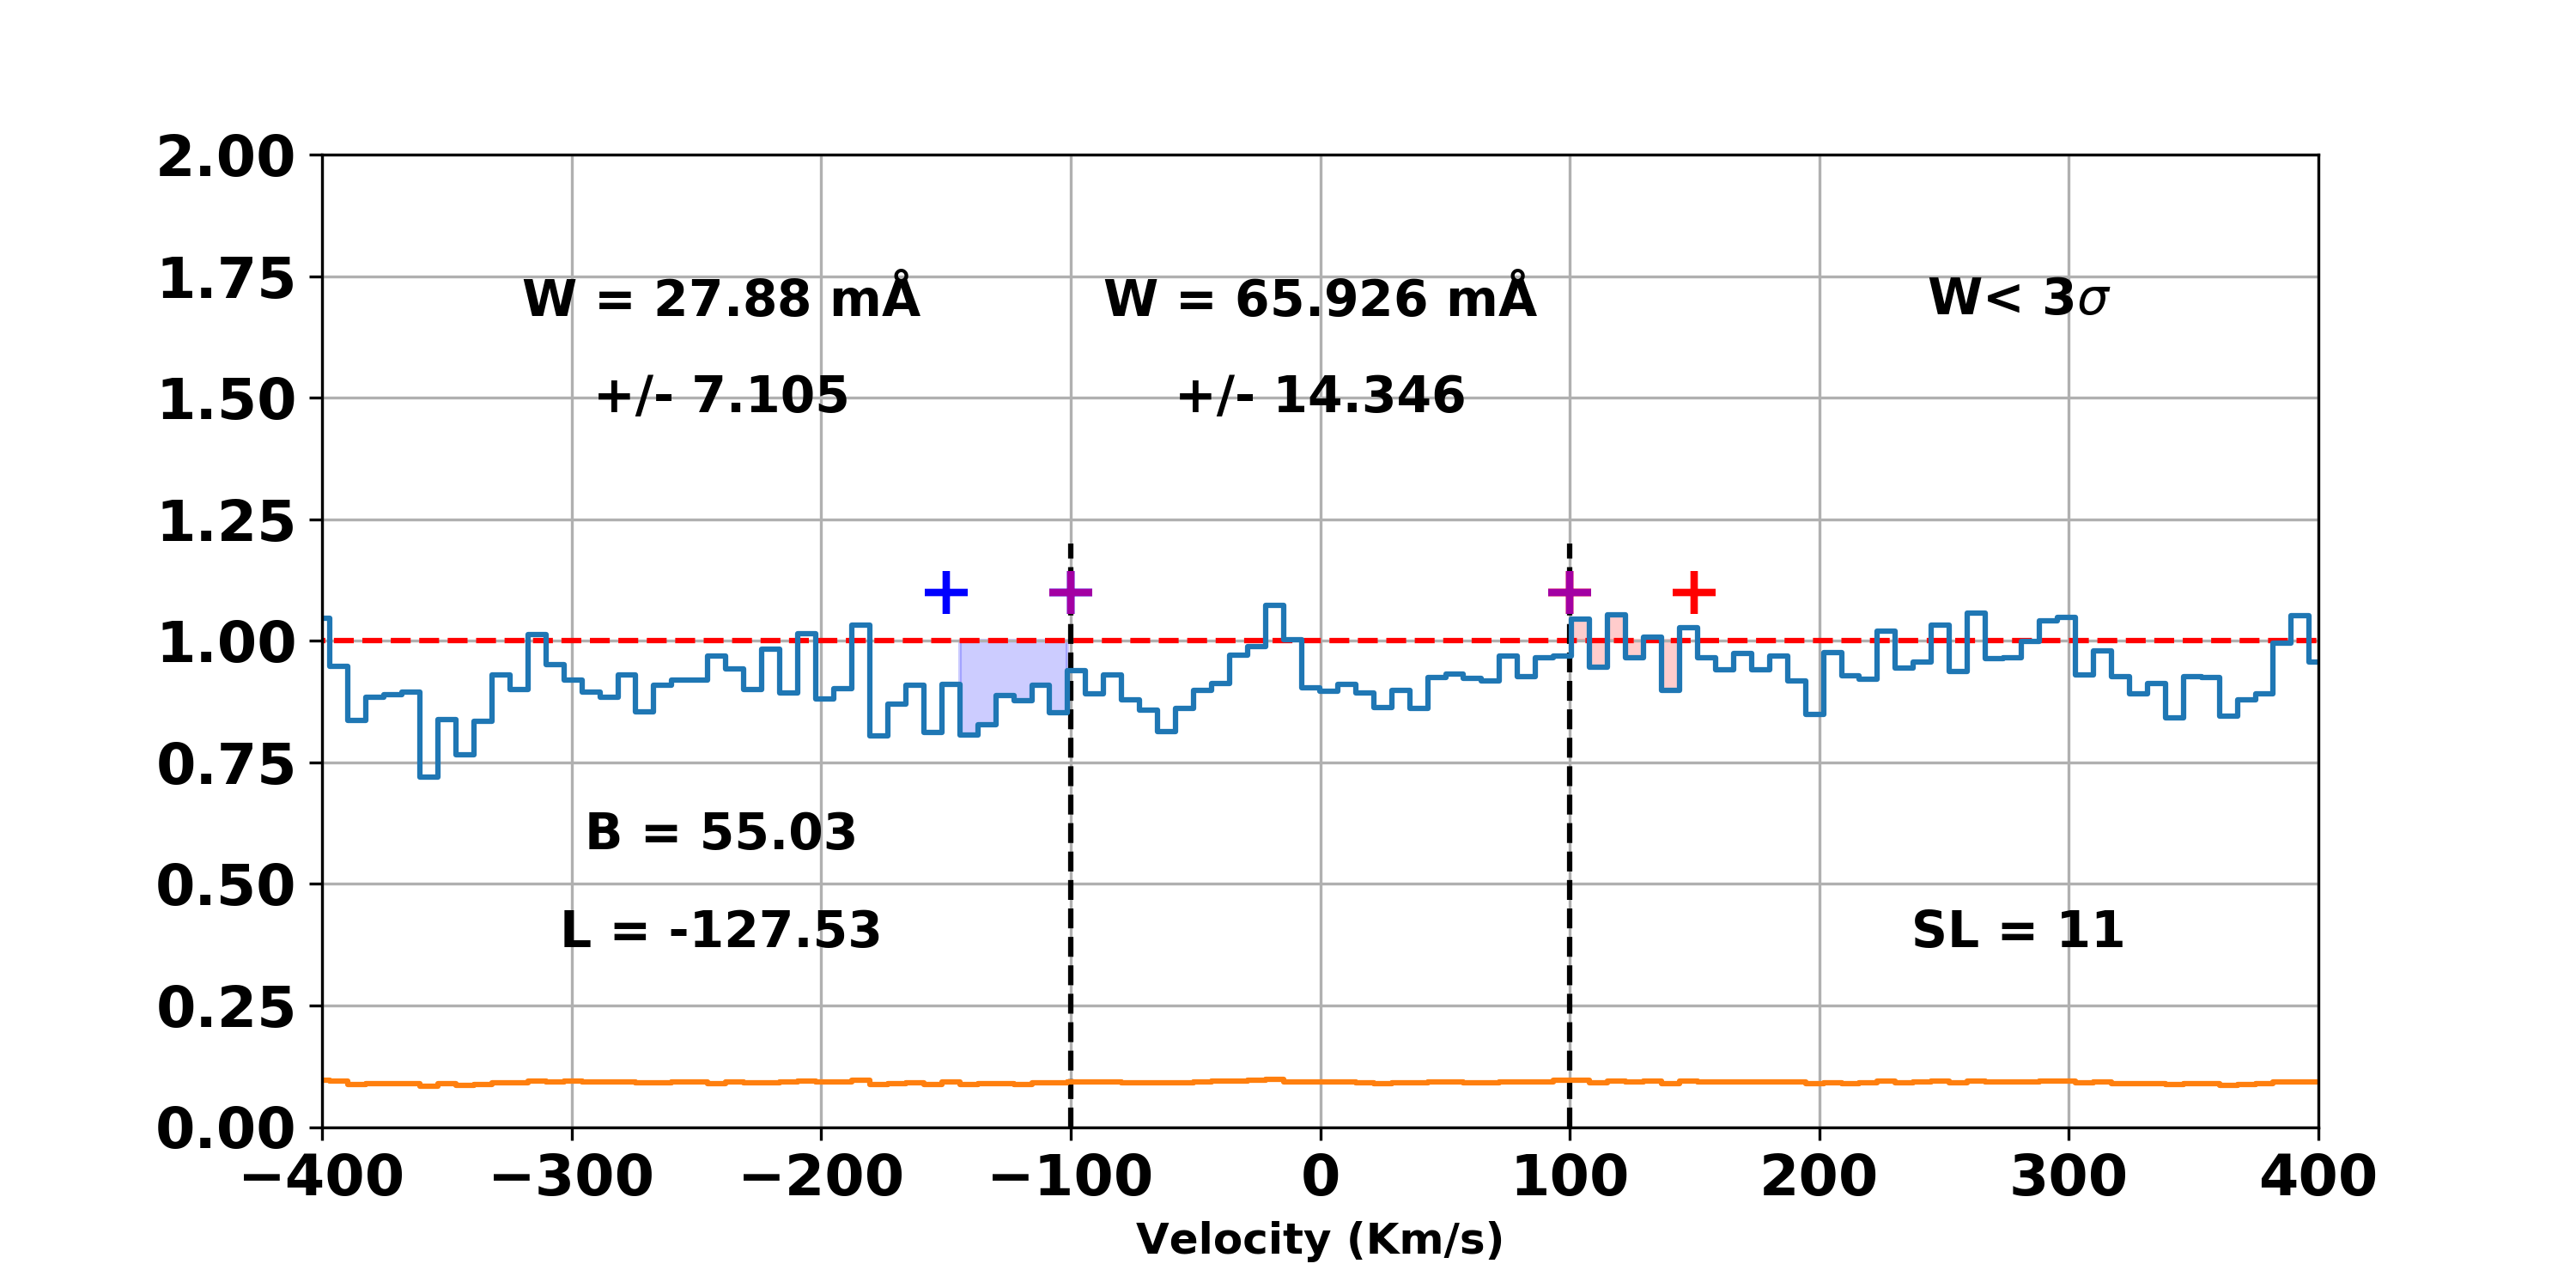 2.00
1.75
W = 27.88 mÅ W = 65.926 mÅ W< 3σ
1.50
+/- 7.105 +/- 14.346
1.25
1.00
0.75
B = 55.03
0.50
L = -127.53 SL = 11
0.25
0.00
−400 −300 −200 −100 0 100 200 300 400
Velocity (Km/s)